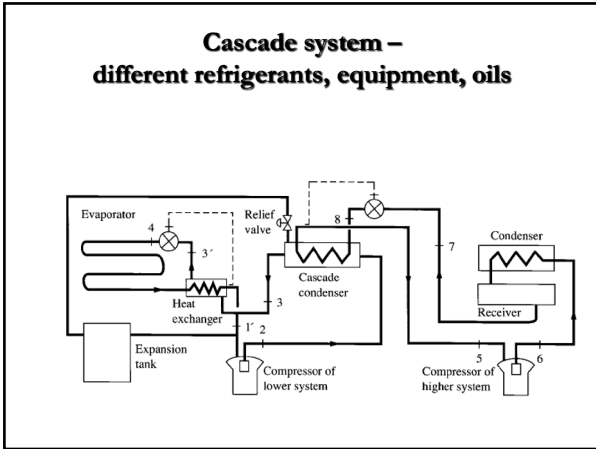 Cascade system –
different refrigerants, equipment, oils
Evaporator
4
3´
Relief
valve
8
7
Condenser
Cascade
condenser
Receiver
Heat
exchanger
3
1´
2
Expansion
tank
Compressor of
lower system
5
6
Compressor of
higher system